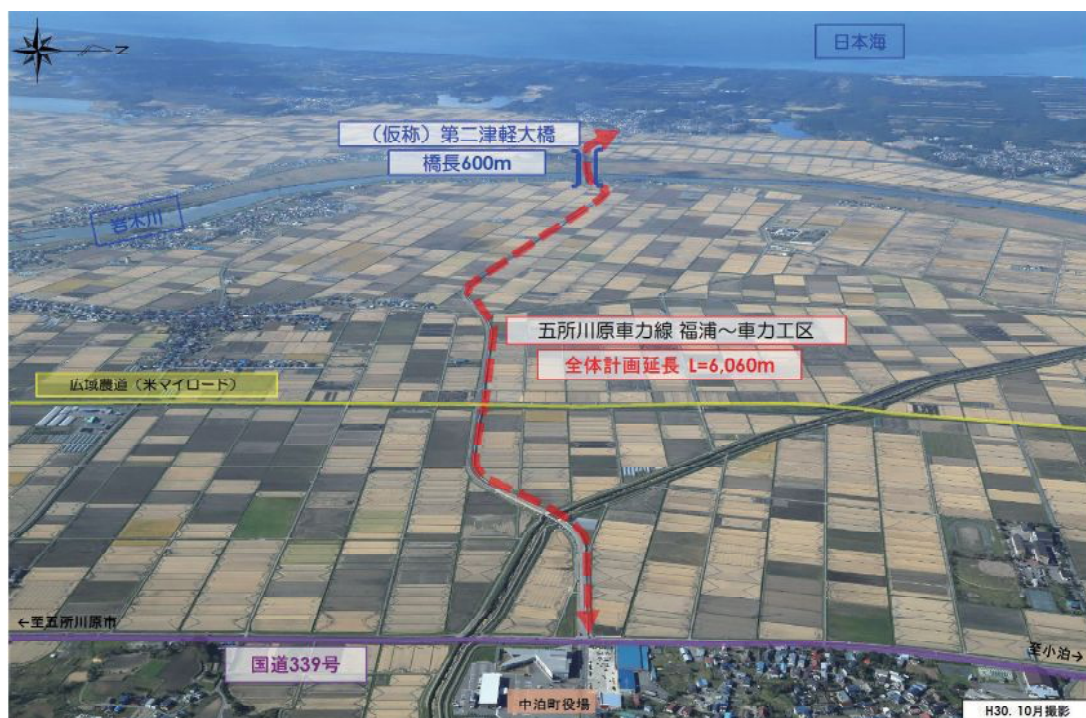 N
日本海
（仮称）第二津軽大橋
橋長600m
岩木川
五所川原車力線 福浦～車力工区
全体計画延長 L=6,060m
広域農道（米マイロード）
←至五所川原市
国道339号
至小泊→
中泊町役場
H30. 10月撮影